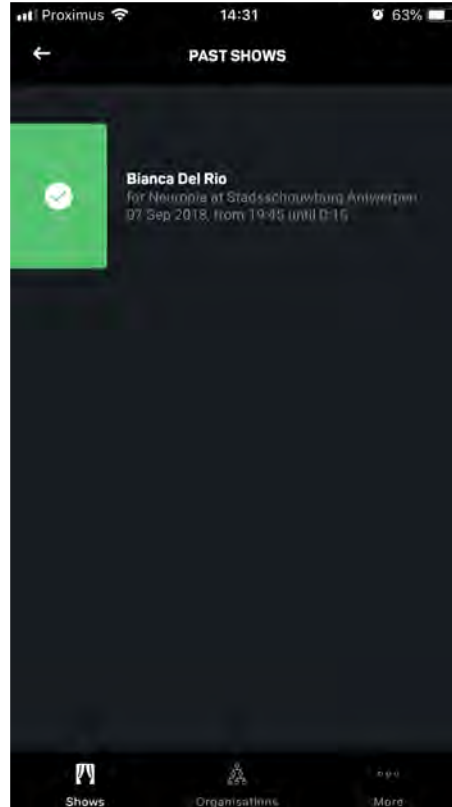 Proximus 14:31 63%
PAST SHOWS
Bianca Del Rio
for at Stadsschouwburg Antwerpen
07 Sep 2018, from 19:45 until 0:15
Shows Organisations More